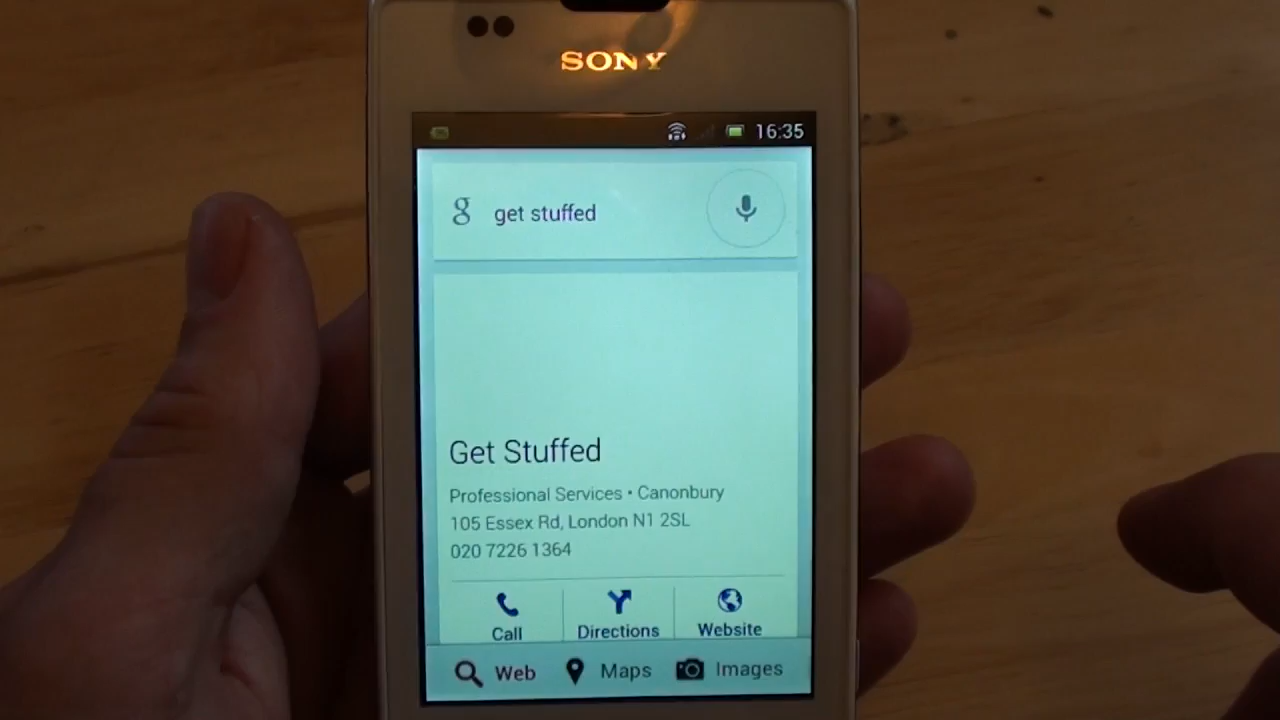 SONY
16:35
g get stuffed
Get Stuffed
Professional Services • Canonbury
105 Essex Rd, London N1 2SL
020 7226 1364
Call Directions Website
Web Maps Images